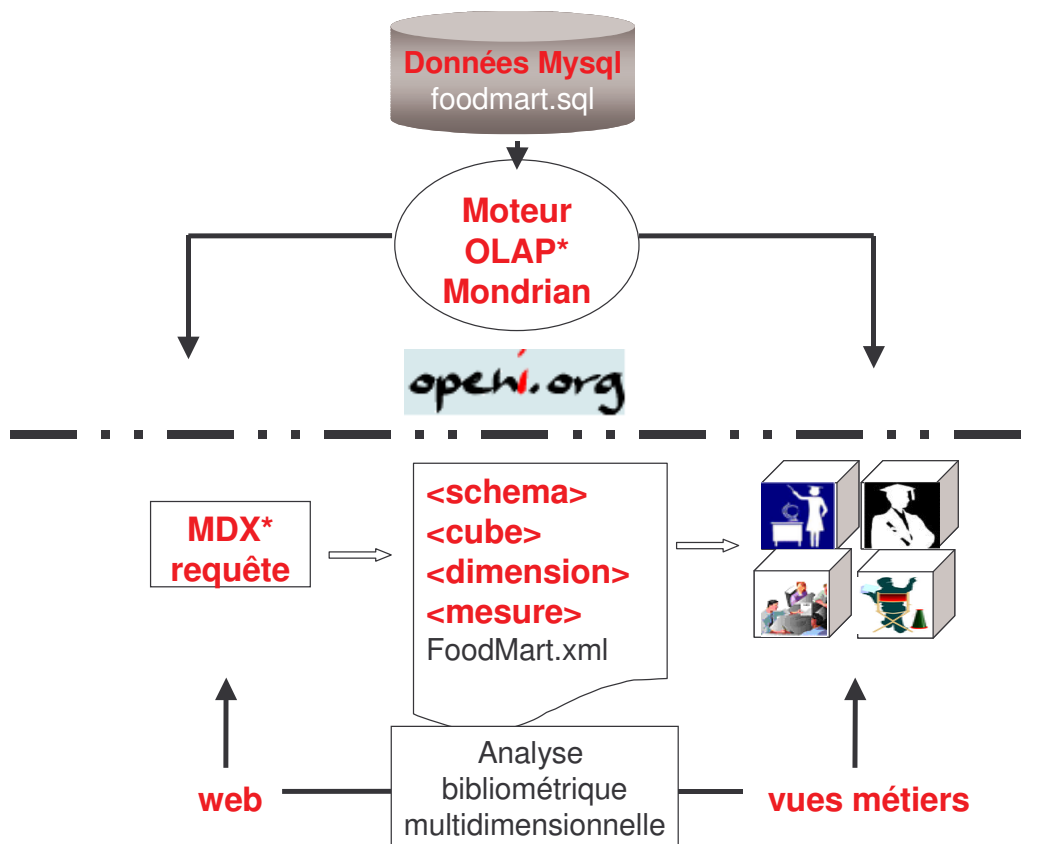 Données Mysql
foodmart.sql
Moteur
OLAP*
Mondrian
openi.org
MDX*
requête
<schema>
<cube>
<dimension>
<mesure>
FoodMart.xml
web
Analyse
bibliométrique
multidimensionnelle
vues métiers